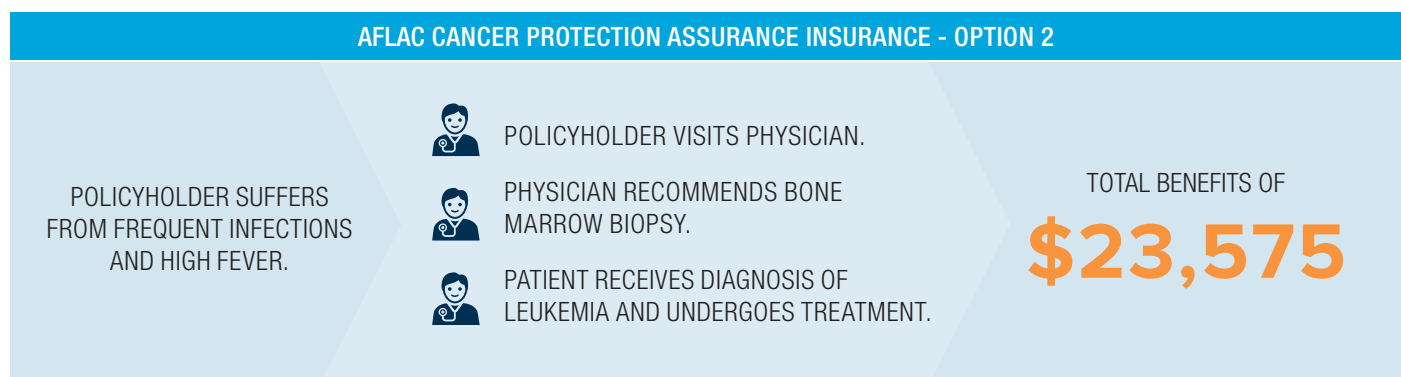 AFLAC CANCER PROTECTION ASSURANCE INSURANCE - OPTION 2
POLICYHOLDER SUFFERS
FROM FREQUENT INFECTIONS
AND HIGH FEVER.
POLICYHOLDER VISITS PHYSICIAN.
PHYSICIAN RECOMMENDS BONE
MARROW BIOPSY.
PATIENT RECEIVES DIAGNOSIS OF
LEUKEMIA AND UNDERGOES TREATMENT.
TOTAL BENEFITS OF
$23,575